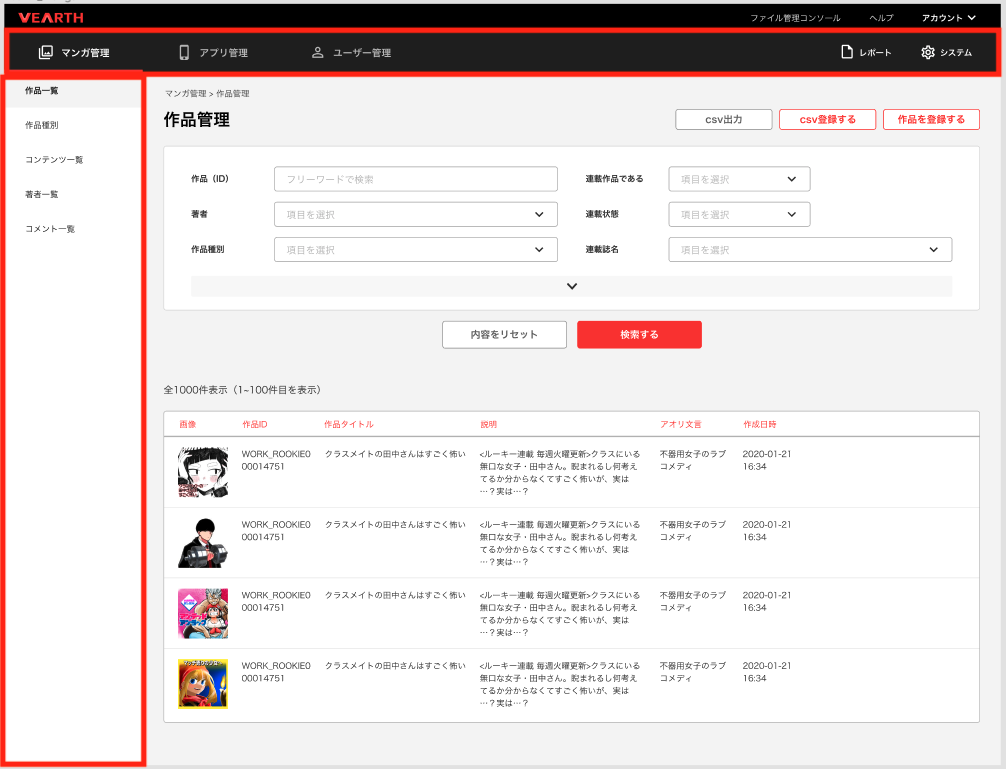 VEARTH
ファイル管理コンソール ヘルプ アカウント
マンガ管理 アプリ管理 ユーザー管理 レポート システム
作品一覧
作品種別
コンテンツ一覧
著者一覧
コメント一覧
マンガ管理 > 作品管理
作品管理
csv出力 csv登録する 作品を登録する
作品（ID） フリーワードで検索 連載作品である 項目を選択
著者 項目を選択 連載状態 項目を選択
作品種別 項目を選択 連載誌名 項目を選択
内容をリセット 検索する
全1000件表示（1~100件目を表示）
画像 作品ID 作品タイトル 説明 アオリ文言 作成日時
WORK_ROOKIE0 クラスメイトの田中さんはすごく怖い <ルーキー連載 毎週火曜更新>クラスにいる 不器用女子のラブ 2020-01-21
00014751 無口な女子・田中さん。睨まれるし何考え コメディ 16:34
てるか分からなくてすごく怖いが、実は
…？実は…？
WORK_ROOKIE0 クラスメイトの田中さんはすごく怖い <ルーキー連載 毎週火曜更新>クラスにいる 不器用女子のラブ 2020-01-21
00014751 無口な女子・田中さん。睨まれるし何考え コメディ 16:34
てるか分からなくてすごく怖いが、実は
…？実は…？
WORK_ROOKIE0 クラスメイトの田中さんはすごく怖い <ルーキー連載 毎週火曜更新>クラスにいる 不器用女子のラブ 2020-01-21
00014751 無口な女子・田中さん。睨まれるし何考え コメディ 16:34
てるか分からなくてすごく怖いが、実は
…？実は…？
WORK_ROOKIE0 クラスメイトの田中さんはすごく怖い <ルーキー連載 毎週火曜更新>クラスにいる 不器用女子のラブ 2020-01-21
00014751 無口な女子・田中さん。睨まれるし何考え コメディ 16:34
てるか分からなくてすごく怖いが、実は
…？実は…？